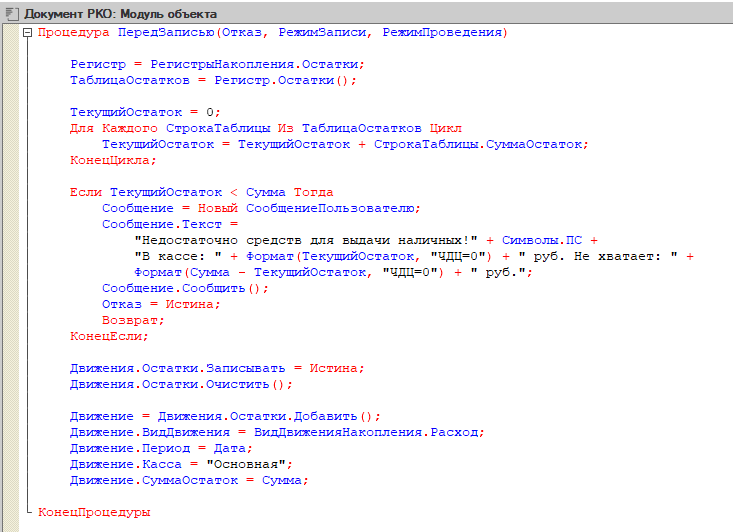 Документ РКО: Модуль объекта
Процедура ПередЗаписью(Отказ, РежимЗаписи, РежимПроведения)
Регистр = РегистрыНакопления.Остатки;
ТаблицаОстатков = Регистр.Остатки();
ТекущийОстаток = 0;
Для Каждого СтрокаТаблицы Из ТаблицаОстатков Цикл
ТекущийОстаток = ТекущийОстаток + СтрокаТаблицы.СуммаОстаток;
КонецЦикла;
Если ТекущийОстаток < Сумма Тогда
Сообщение = Новый СообщениеПользователю;
Сообщение.Текст =
"Недостаточно средств для выдачи наличных!" + Символы.ПС +
"В кассе: " + Формат(ТекущийОстаток, "ЧДЦ=0") + " руб. Не хватает: " +
Формат(Сумма - ТекущийОстаток, "ЧДЦ=0") + " руб.";
Сообщение.Сообщить();
Отказ = Истина;
Возврат;
КонецЕсли;
Движения.Остатки.Записывать = Истина;
Движения.Остатки.Очистить();
Движение = Движения.Остатки.Добавить();
Движение.ВидДвижения = ВидДвиженияНакопления.Расход;
Движение.Период = Дата;
Движение.Касса = "Основная";
Движение.СуммаОстаток = Сумма;
КонецПроцедуры